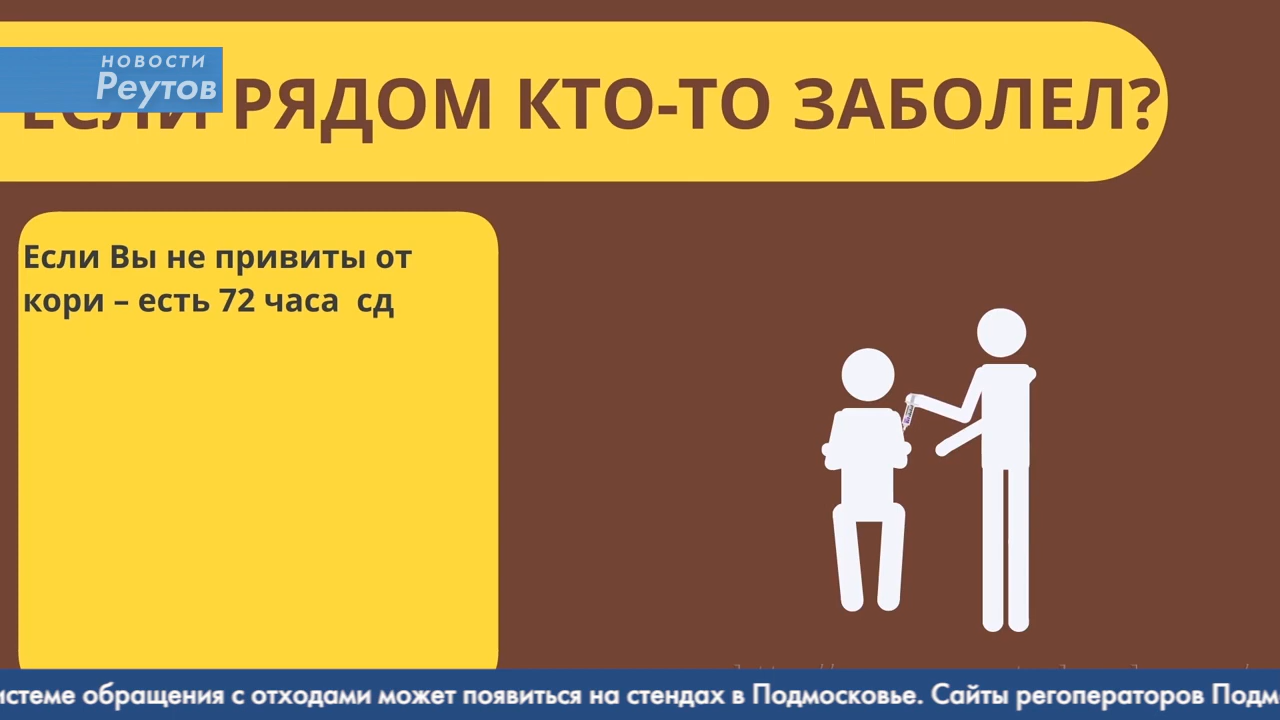 НОВОСТИ
Реутов
ЕСЛИ РЯДОМ КТО-ТО ЗАБОЛЕЛ?
Если Вы не привиты от
кори – есть 72 часа сд
истеме обращения с отходами может появиться на стендах в Подмосковье. Сайты регоператоров Подм